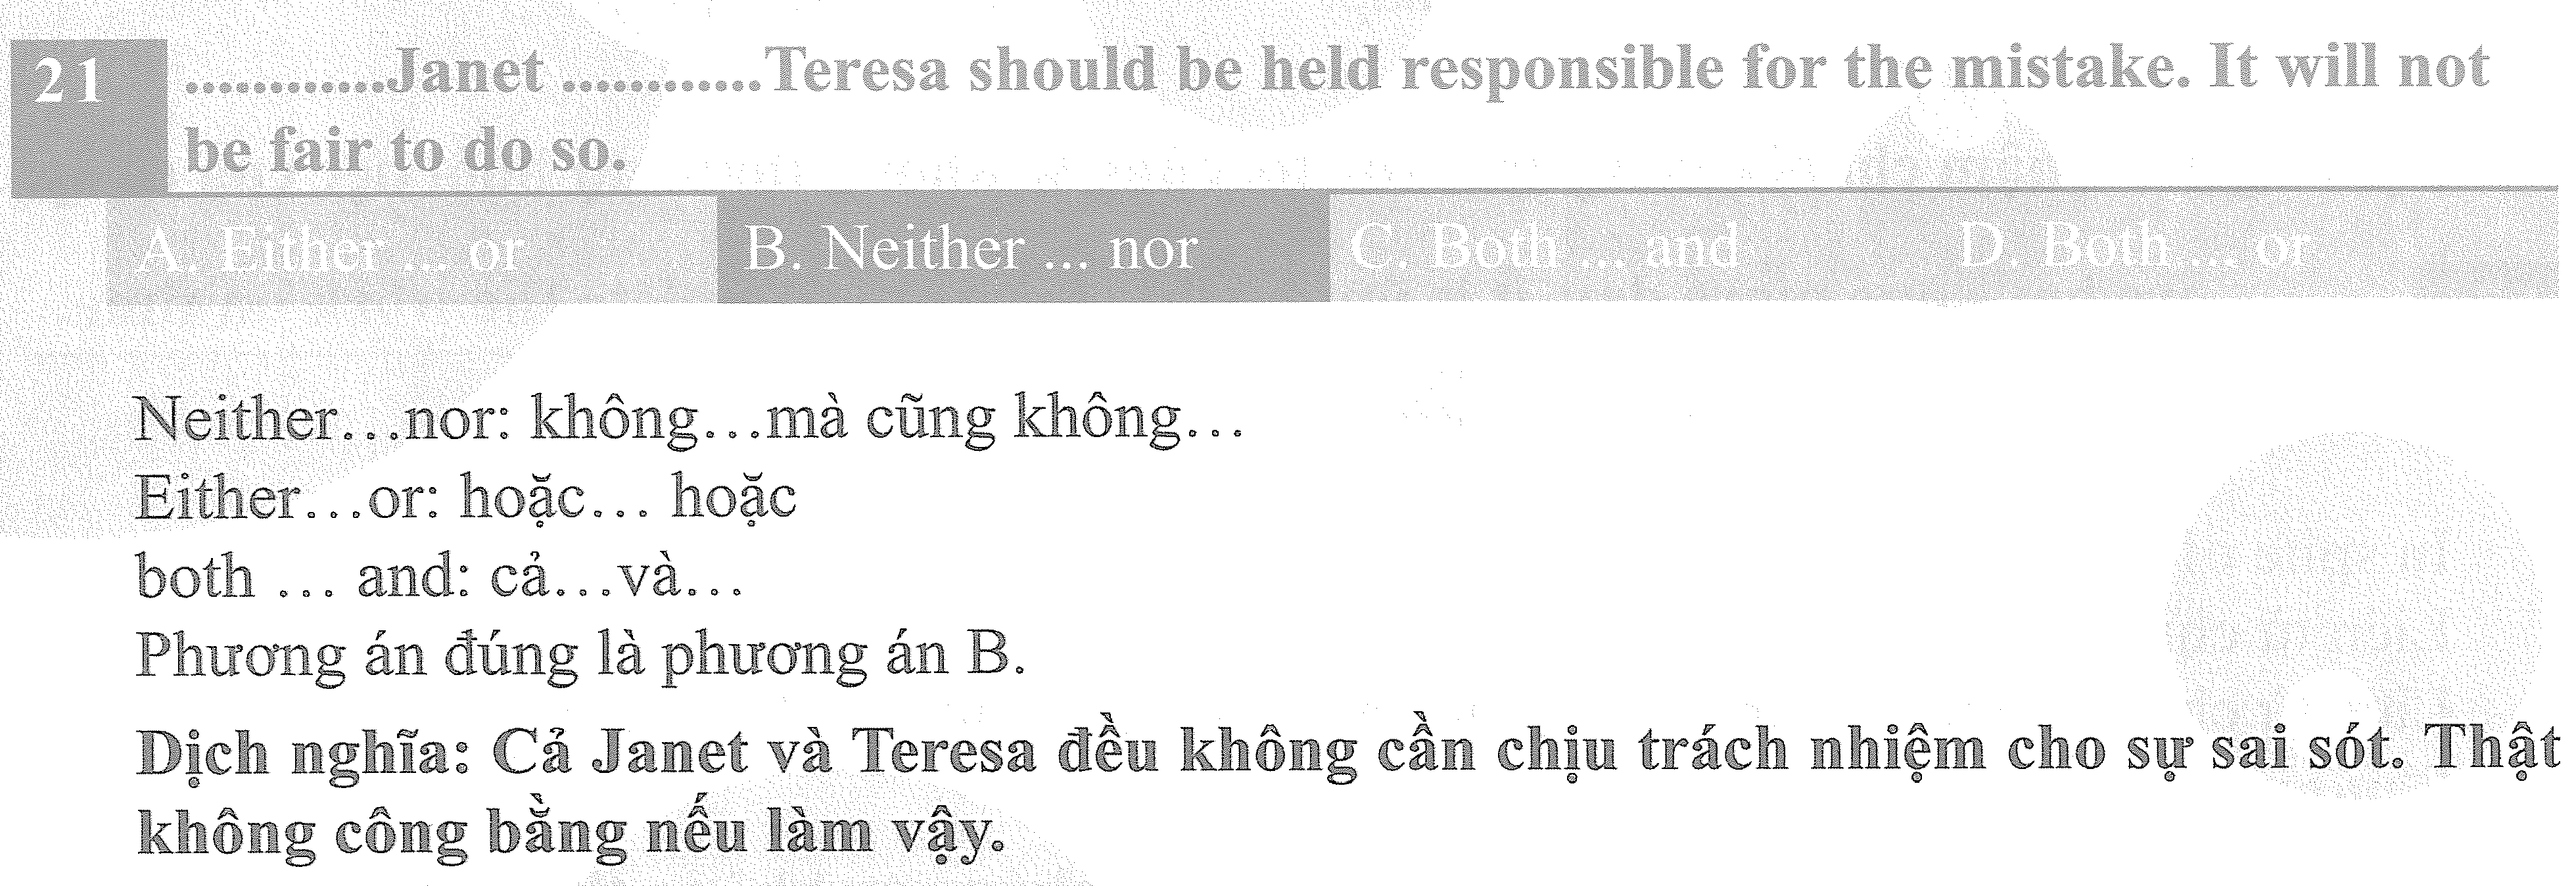 21 ............Janet ............Teresa should be held responsible for the mistake. It will not
be fair to do so.
A. Either ... or B. Neither ... nor C. Both ... and D. Both ... or
Neither…nor: không…mà cũng không…
Either…or: hoặc… hoặc
both … and: cả…và…
Phương án đúng là phương án B.
Dịch nghĩa: Cả Janet và Teresa đều không cần chịu trách nhiệm cho sự sai sót. Thật
không công bằng nếu làm vậy.